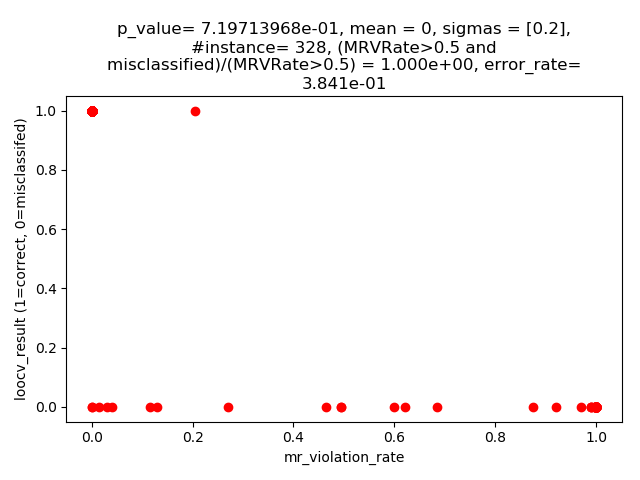 p_value= 7.19713968e-01, mean = 0, sigmas = [0.2],
#instance= 328, (MRVRate>0.5 and
misclassified)/(MRVRate>0.5) = 1.000e+00, error_rate=
3.841e-01
loocv_result (1=correct, 0=misclassifed)
1.0
0.8
0.6
0.4
0.2
0.0
0.0 0.2 0.4 0.6 0.8 1.0
mr_violation_rate